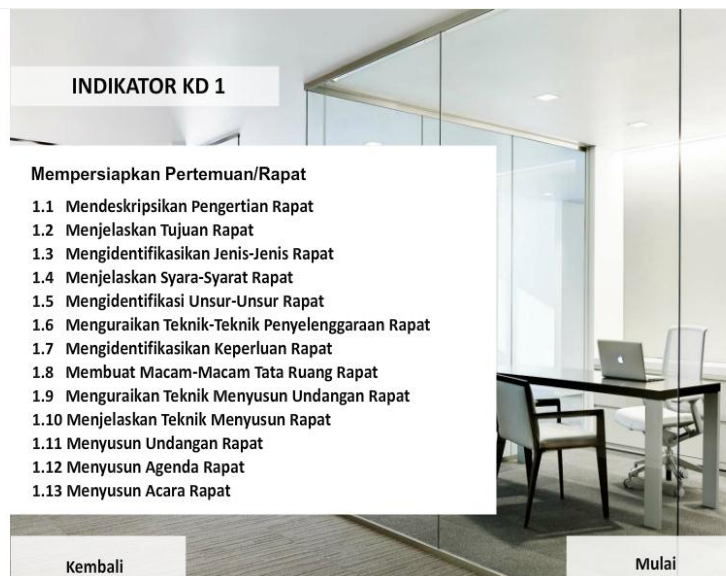 INDIKATOR KD 1
Mempersiapkan Pertemuan/Rapat
1.1 Mendeskripsikan Pengertian Rapat
1.2 Menjelaskan Tujuan Rapat
1.3 Mengidentifikasikan Jenis-Jenis Rapat
1.4 Menjelaskan Syara-Syarat Rapat
1.5 Mengidentifikasi Unsur-Unsur Rapat
1.6 Menguraikan Teknik-Teknik Penyelenggaraan Rapat
1.7 Mengidentifikasikan Keperluan Rapat
1.8 Membuat Macam-Macam Tata Ruang Rapat
1.9 Menguraikan Teknik Menyusun Undangan Rapat
1.10 Menjelaskan Teknik Menyusun Rapat
1.11 Menyusun Undangan Rapat
1.12 Menyusun Agenda Rapat
1.13 Menyusun Acara Rapat
Kembali
Mulai